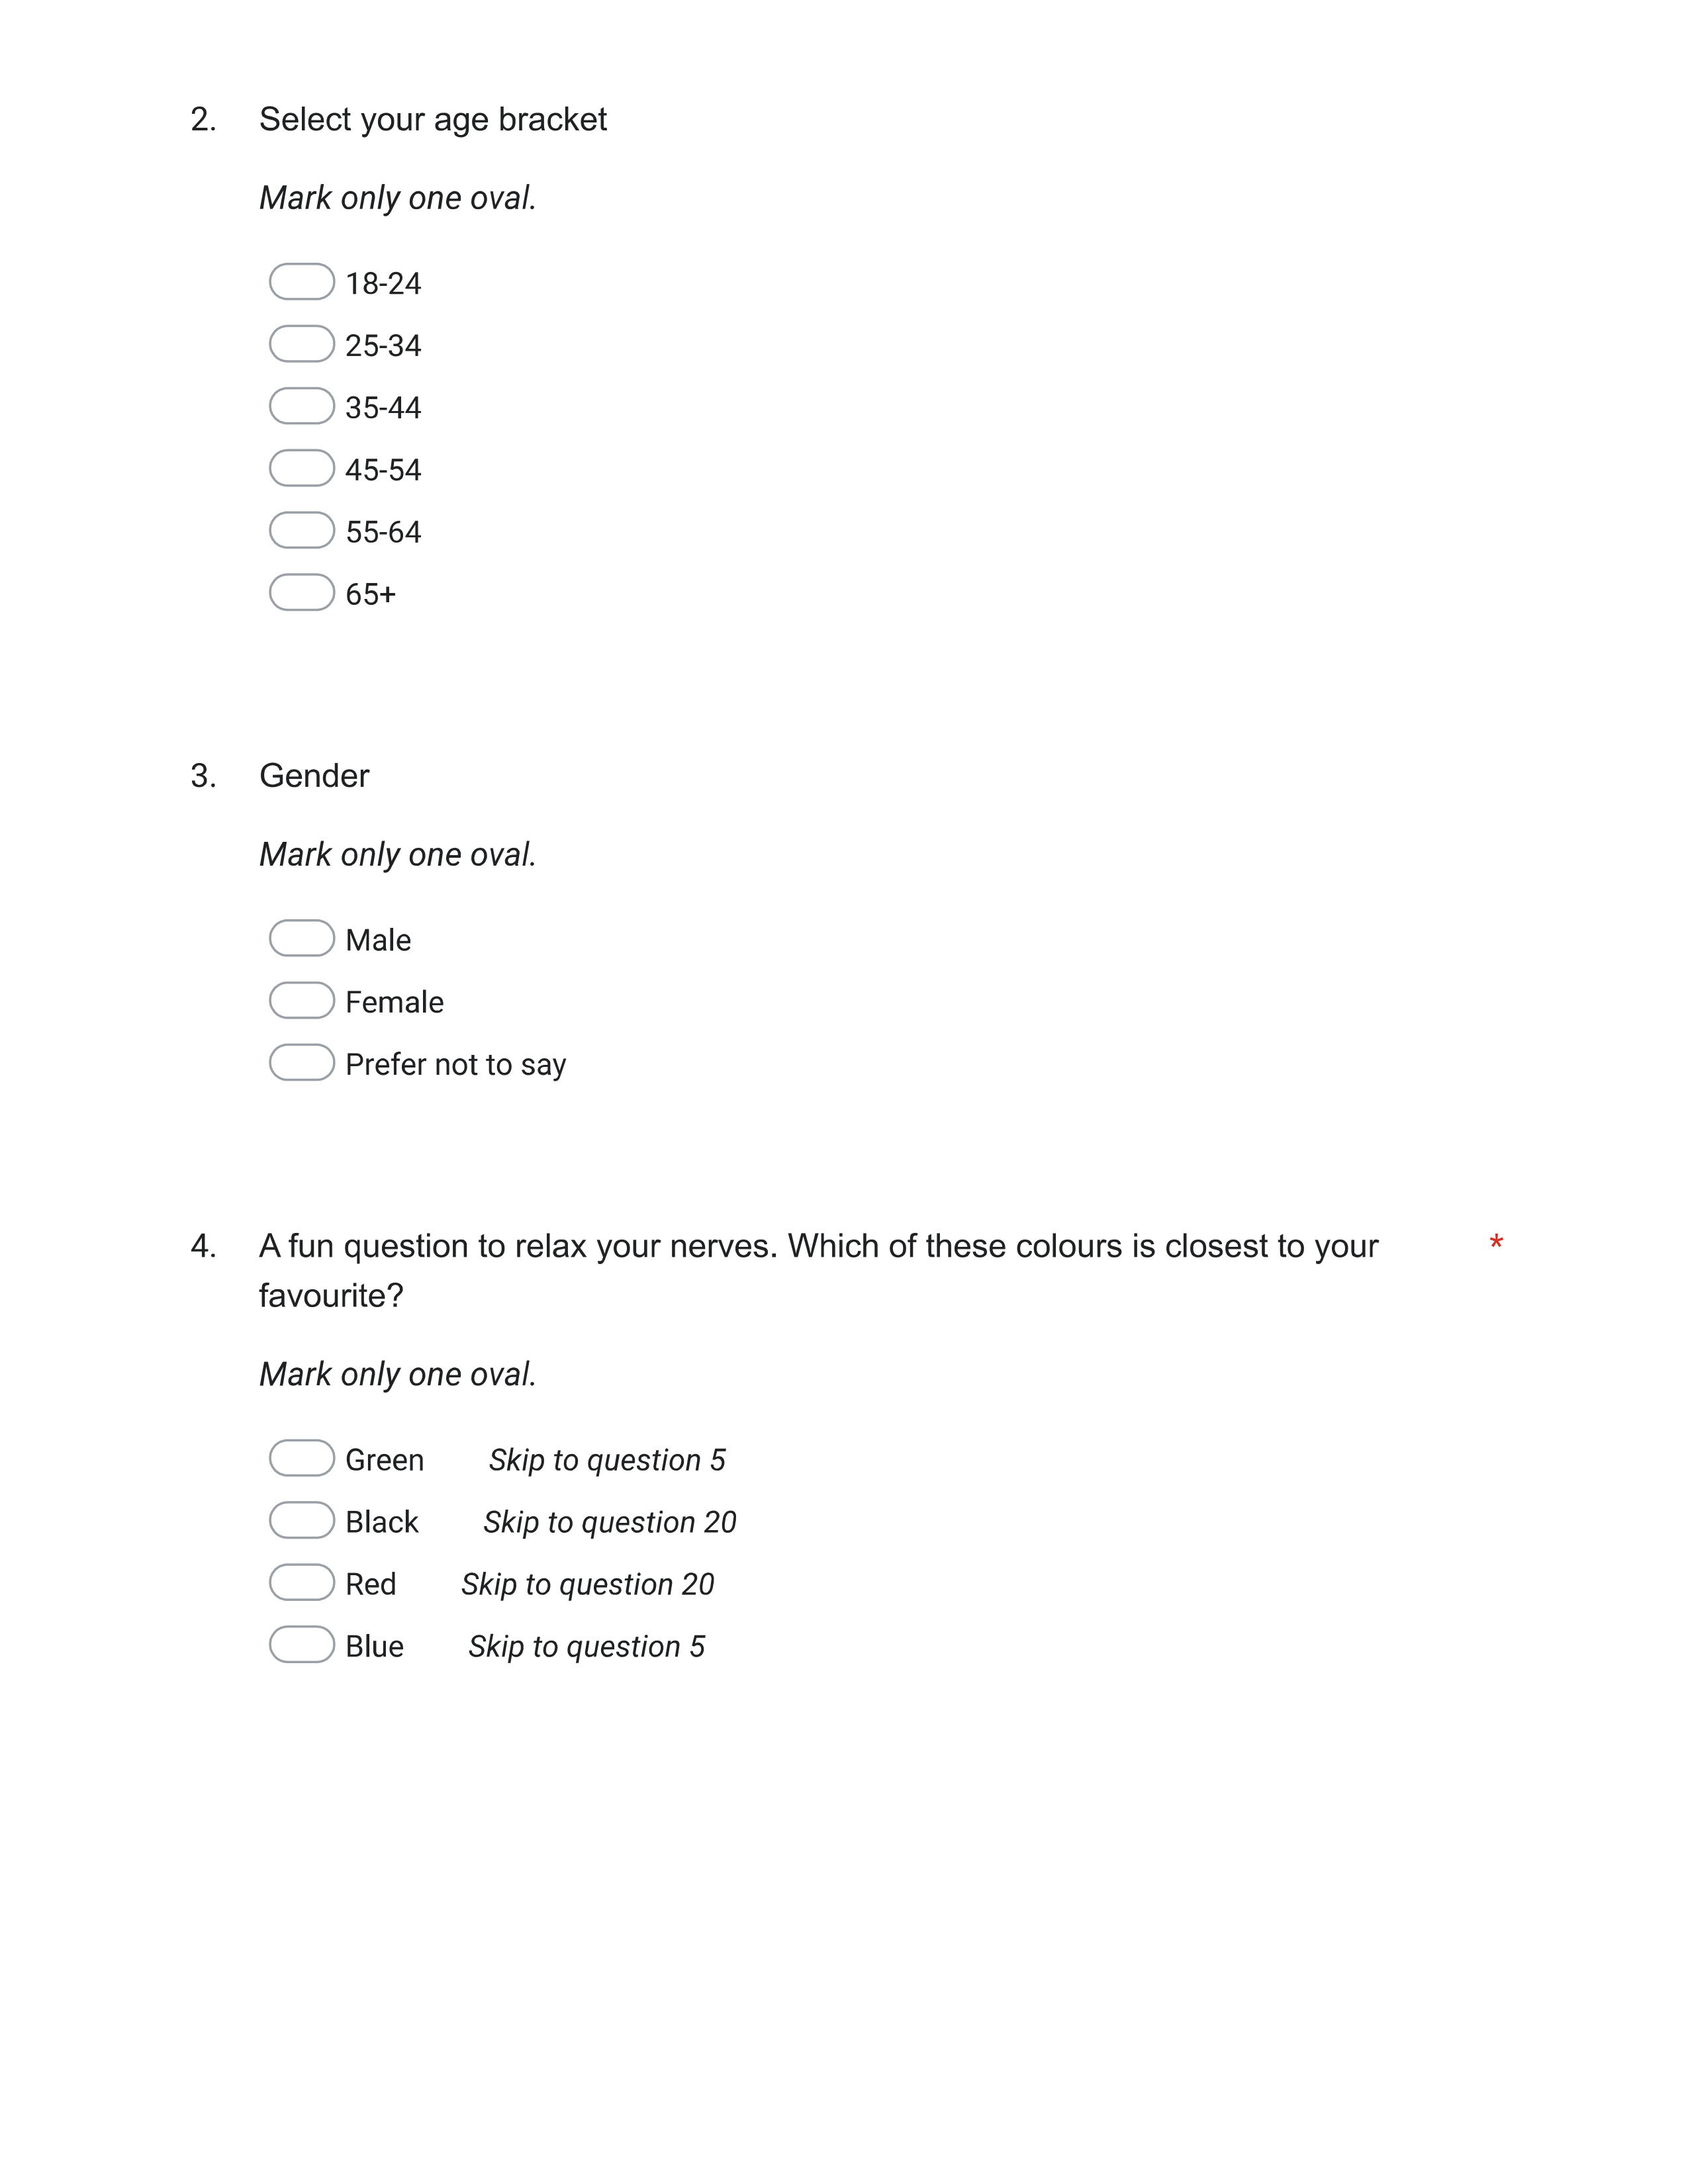 2. Select your age bracket
Mark only one oval.
18-24
25-34
35-44
45-54
55-64
65+
3. Gender
Mark only one oval.
Male
Female
Prefer not to say
4. A fun question to relax your nerves. Which of these colours is closest to your *
favourite?
Mark only one oval.
Green Skip to question 5
Black Skip to question 20
Red Skip to question 20
Blue Skip to question 5